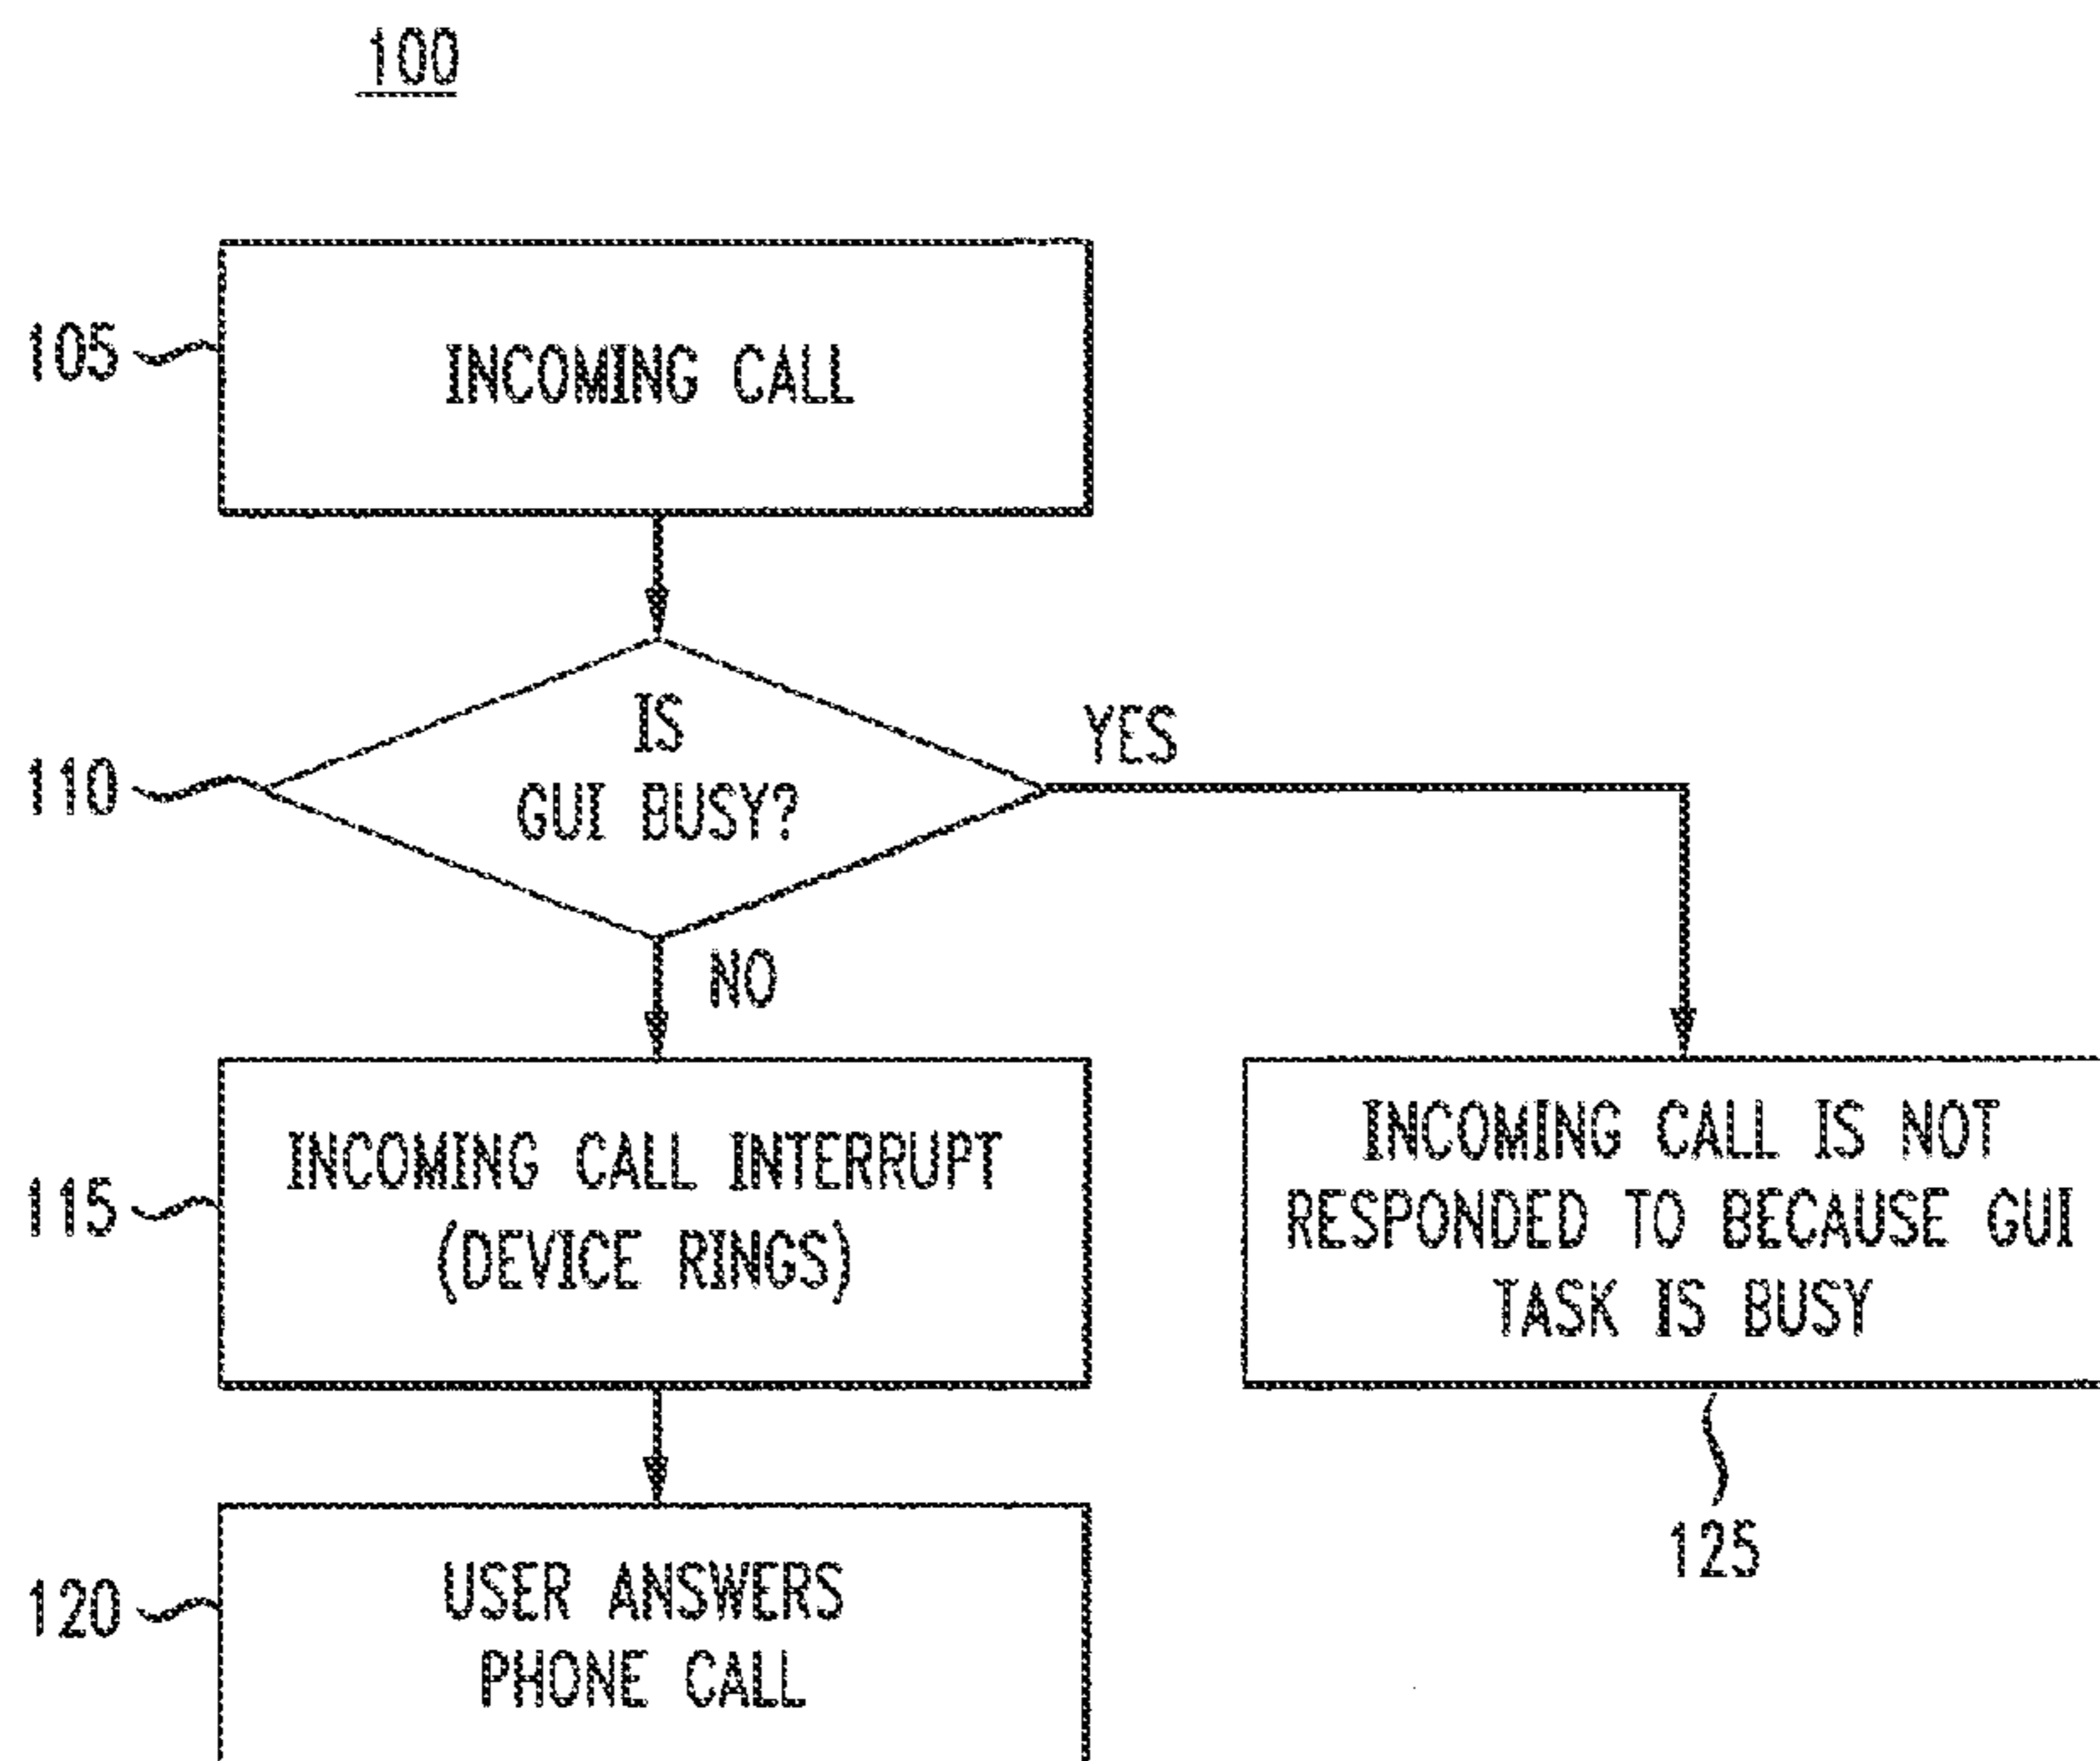 100
105
INCOMING CALL
110
IS
GUI BUSY?
YES
NO
115
INCOMING CALL INTERRUPT
(DEVICE RINGS)
INCOMING CALL IS NOT
RESPONDED TO BECAUSE GUI
TASK IS BUSY
125
120
USER ANSWERS
PHONE CALL